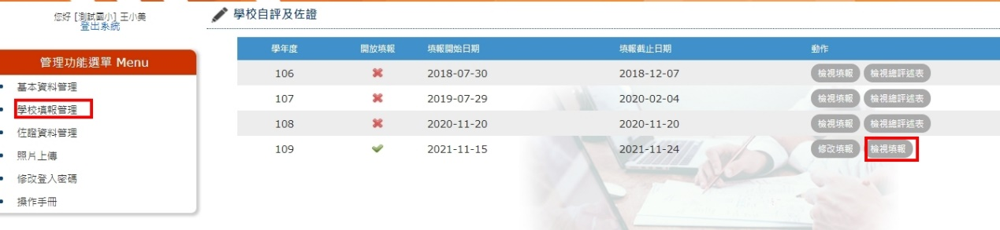 您好 [測試國小] 王小美
登出系統
管理功能選單 Menu
基本資料管理
學校填報管理
佐證資料管理
照片上傳
修改登入密碼
操作手冊
學校自評及佐證
學年度 開放填報 填報開始日期 填報截止日期 動作
106 2018-07-30 2018-12-07 檢視填報 檢視總評述表
107 2019-07-29 2020-02-04 檢視填報 檢視總評述表
108 2020-11-20 2020-11-20 檢視填報 檢視總評述表
109 2021-11-15 2021-11-24 修改填報 檢視填報